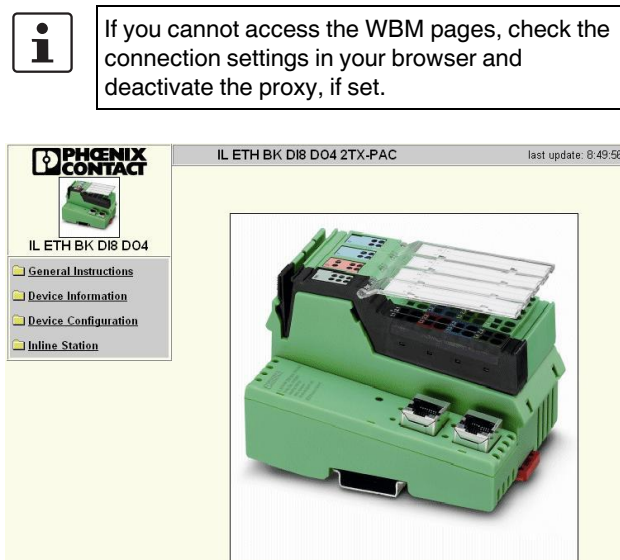 If you cannot access the WBM pages, check the
connection settings in your browser and
deactivate the proxy, if set.
PHŒNIX
CONTACT
IL ETH BK DI8 DO4 2TX-PAC
last update: 8:49:56
IL ETH BK DI8 DO4
General Instructions
Device Information
Device Configuration
Inline Station